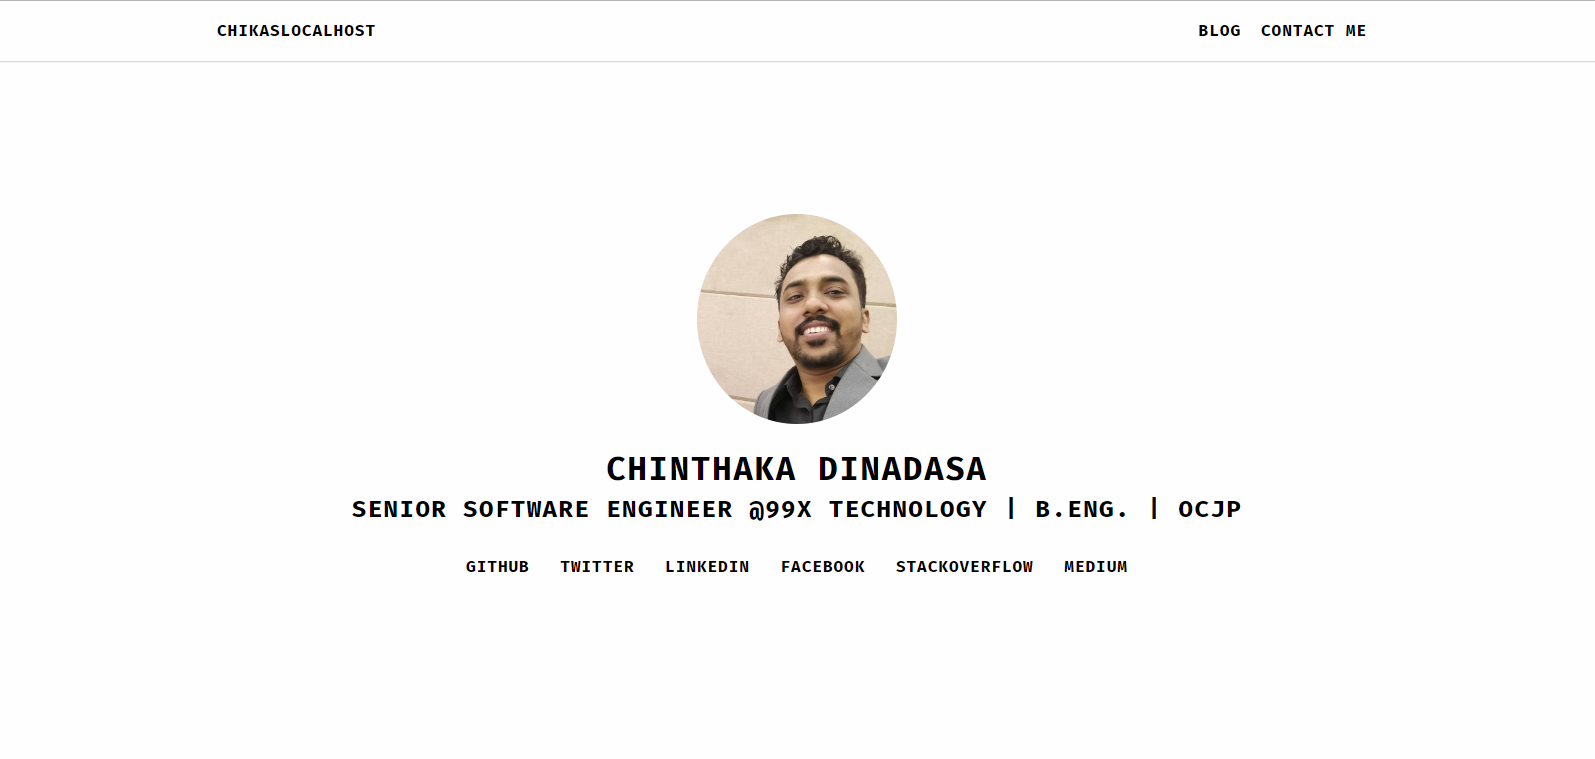 CHIKASLOCALHOST BLOG CONTACT ME
CHINTHAKA DINADASA
SENIOR SOFTWARE ENGINEER @99X TECHNOLOGY | B.ENG. | OCJP
GITHUB TWITTER LINKEDIN FACEBOOK STACKOVERFLOW MEDIUM